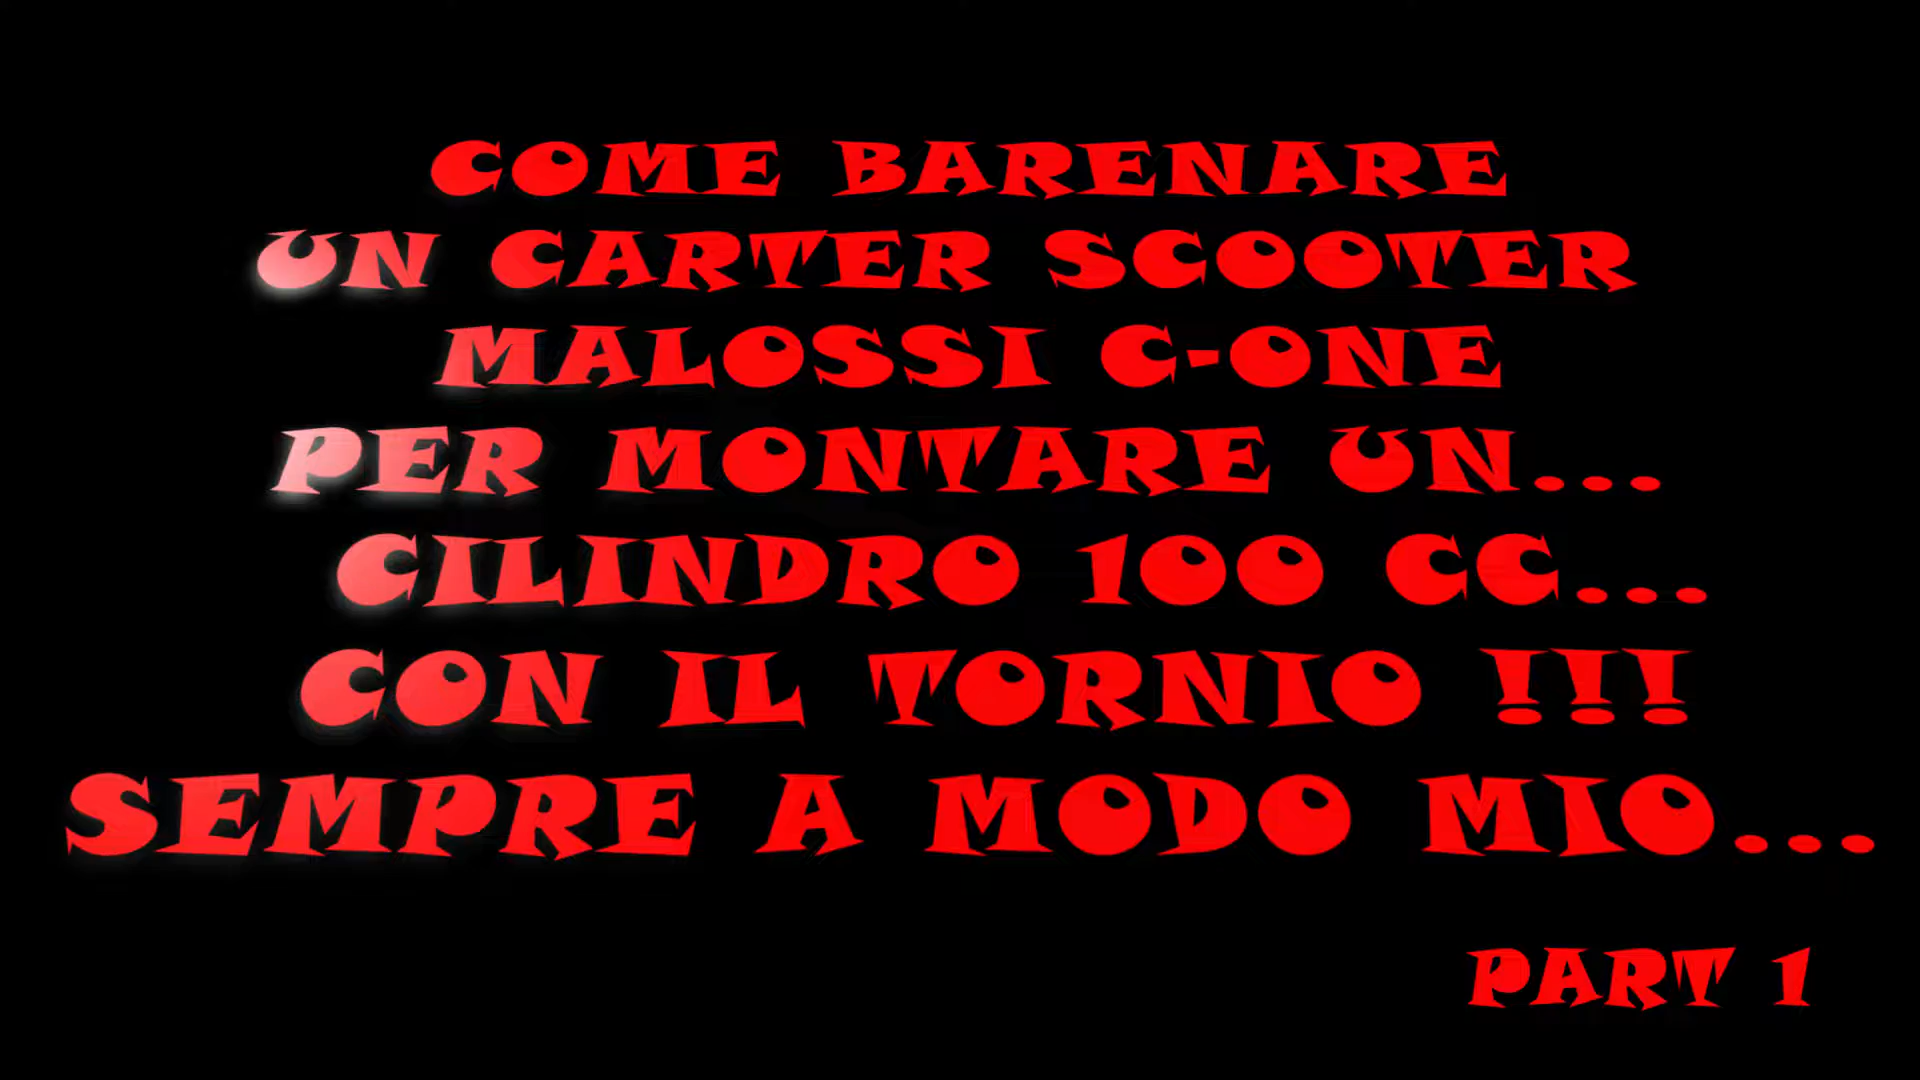 COME BARENARE
UN CARTER SCOOTER
MALOSSI C-ONE
PER MONTARE UN...
CILINDRO 100 CC...
CON IL TORNIO !!!
SEMPRE A MODO MIO...
PART 1